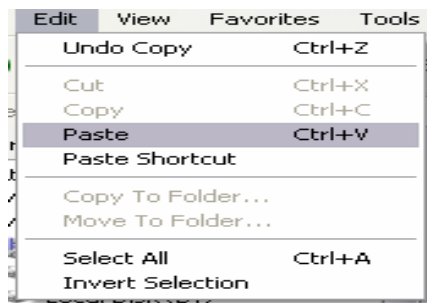 Edit View Favorites Tools
Undo Copy Ctrl+Z
Cut Ctrl+X
Copy Ctrl+C
Paste Ctrl+V
Paste Shortcut
Copy To Folder...
Move To Folder...
Select All Ctrl+A
Invert Selection